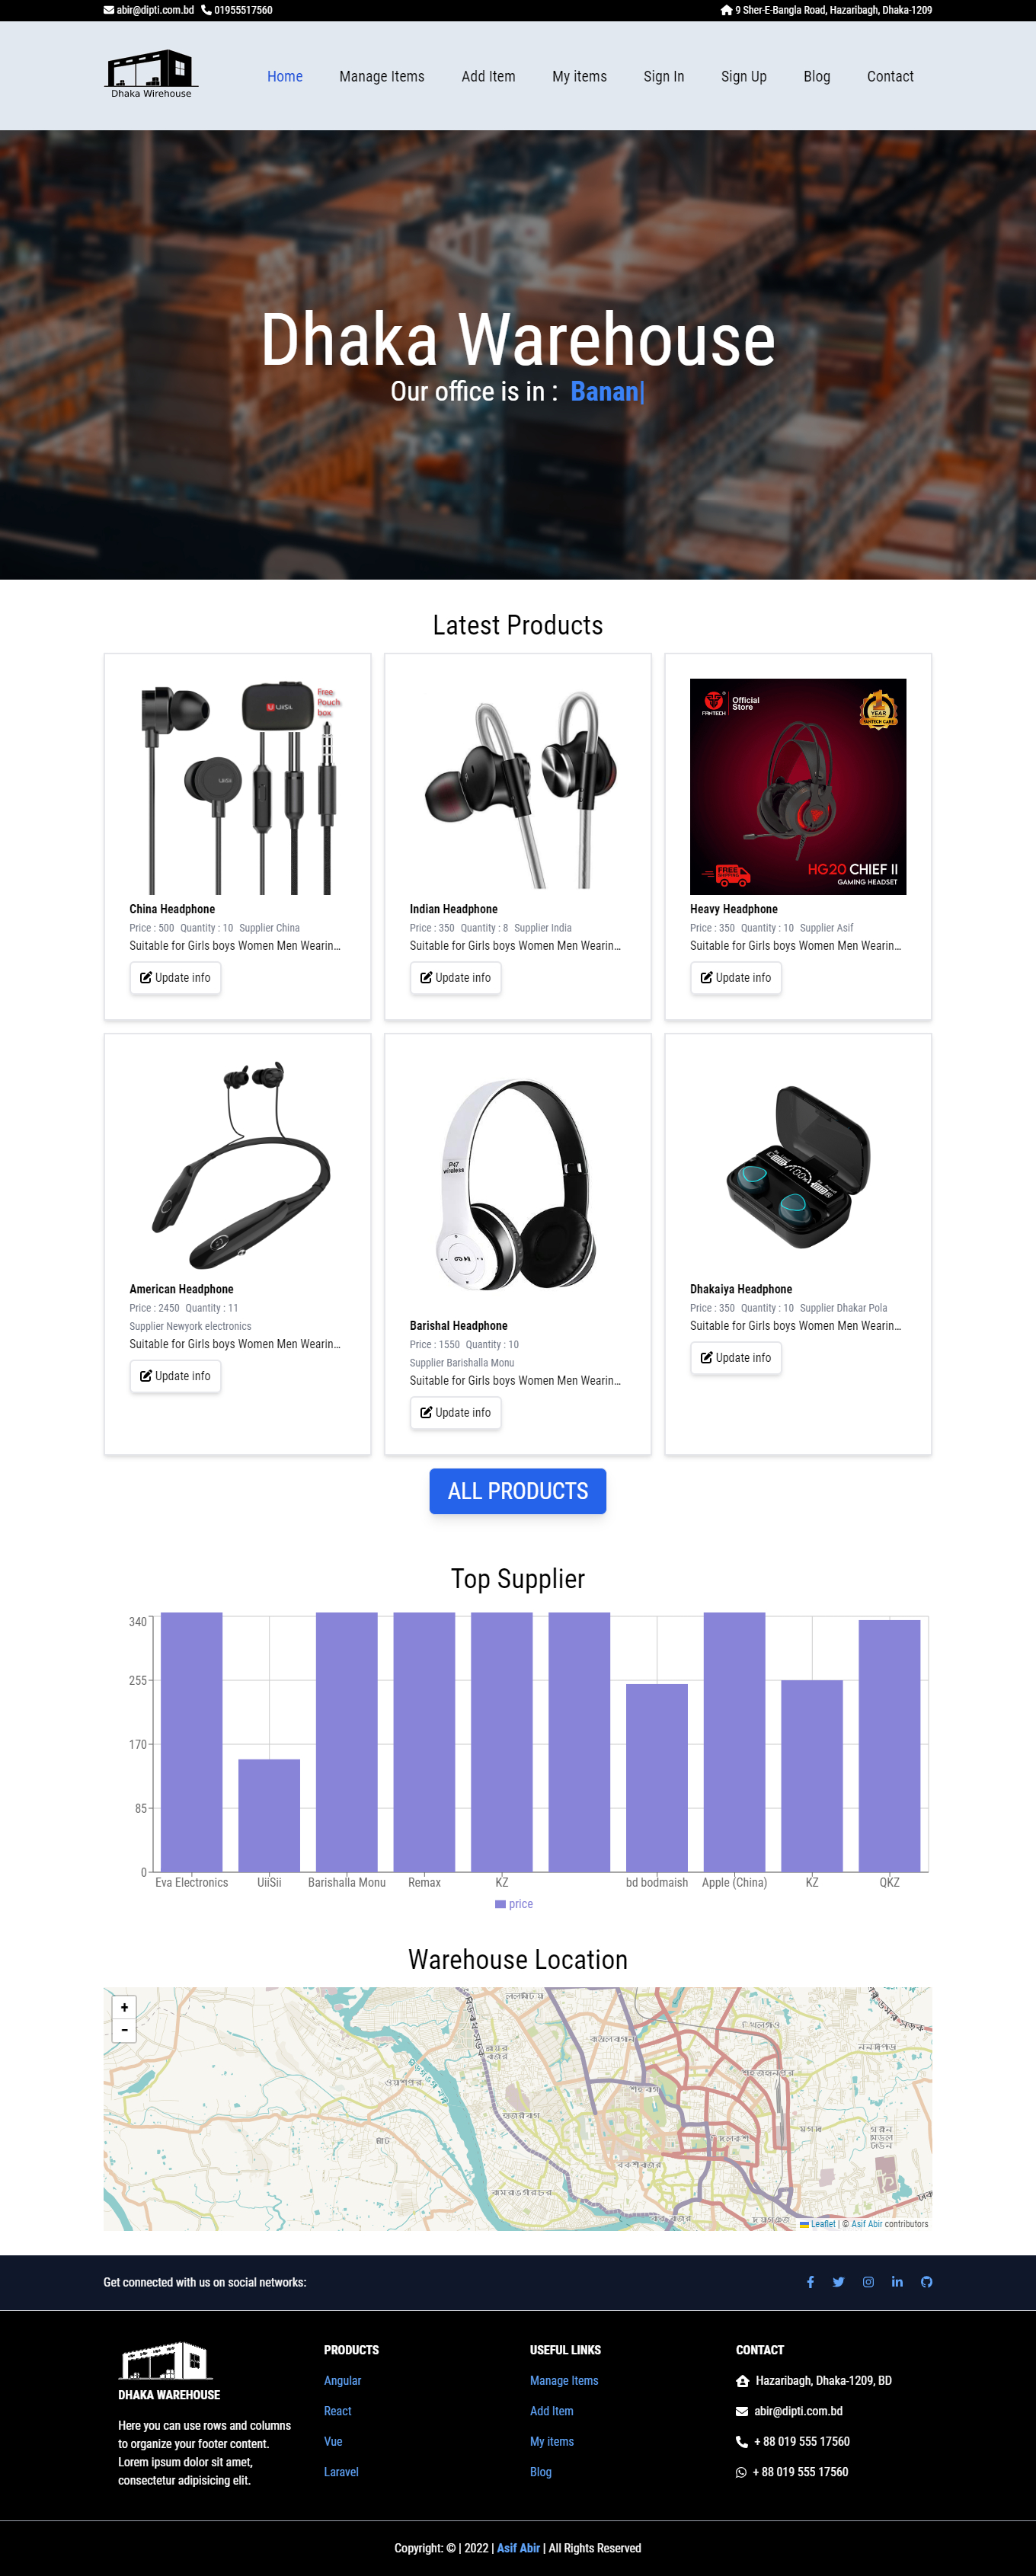 abir@dipti.com.bd 01955517560
9 Sher-E-Bangla Road, Hazaribagh, Dhaka-1209
Dhaka Wirehouse
Home Manage Items Add Item My items Sign In Sign Up Blog Contact
Dhaka Warehouse
Our office is in : Banan|
Latest Products
Free
Pouch
box
UiiSii
UiiSii
China Headphone
Price : 500 Quantity : 10 Supplier China
Suitable for Girls boys Women Men Wearin...
Update info
Indian Headphone
Price : 350 Quantity : 8 Supplier India
Suitable for Girls boys Women Men Wearin...
Update info
FANTECH
Official
Store
1
YEAR
FANTECH CARE
FREE
SHIPPING
HG20 CHIEF II
GAMING HEADSET
Heavy Headphone
Price : 350 Quantity : 10 Supplier Asif
Suitable for Girls boys Women Men Wearin...
Update info
American Headphone
Price : 2450 Quantity : 11
Supplier Newyork electronics
Suitable for Girls boys Women Men Wearin...
Update info
P47
wireless
Barishal Headphone
Price : 1550 Quantity : 10
Supplier Barishalla Monu
Suitable for Girls boys Women Men Wearin...
Update info
100
Dhakaiya Headphone
Price : 350 Quantity : 10 Supplier Dhakar Pola
Suitable for Girls boys Women Men Wearin...
Update info
ALL PRODUCTS
Top Supplier
340
255
170
85
0
Eva Electronics UiiSii Barishalla Monu Remax KZ bd bodmaish Apple (China) KZ QKZ
price
Warehouse Location
+
−
Leaflet | © Asif Abir contributors
Get connected with us on social networks:
DHAKA WAREHOUSE
Here you can use rows and columns
to organize your footer content.
Lorem ipsum dolor sit amet,
consectetur adipisicing elit.
PRODUCTS
Angular
React
Vue
Laravel
USEFUL LINKS
Manage Items
Add Item
My items
Blog
CONTACT
Hazaribagh, Dhaka-1209, BD
abir@dipti.com.bd
+ 88 019 555 17560
+ 88 019 555 17560
Copyright: © | 2022 | Asif Abir | All Rights Reserved